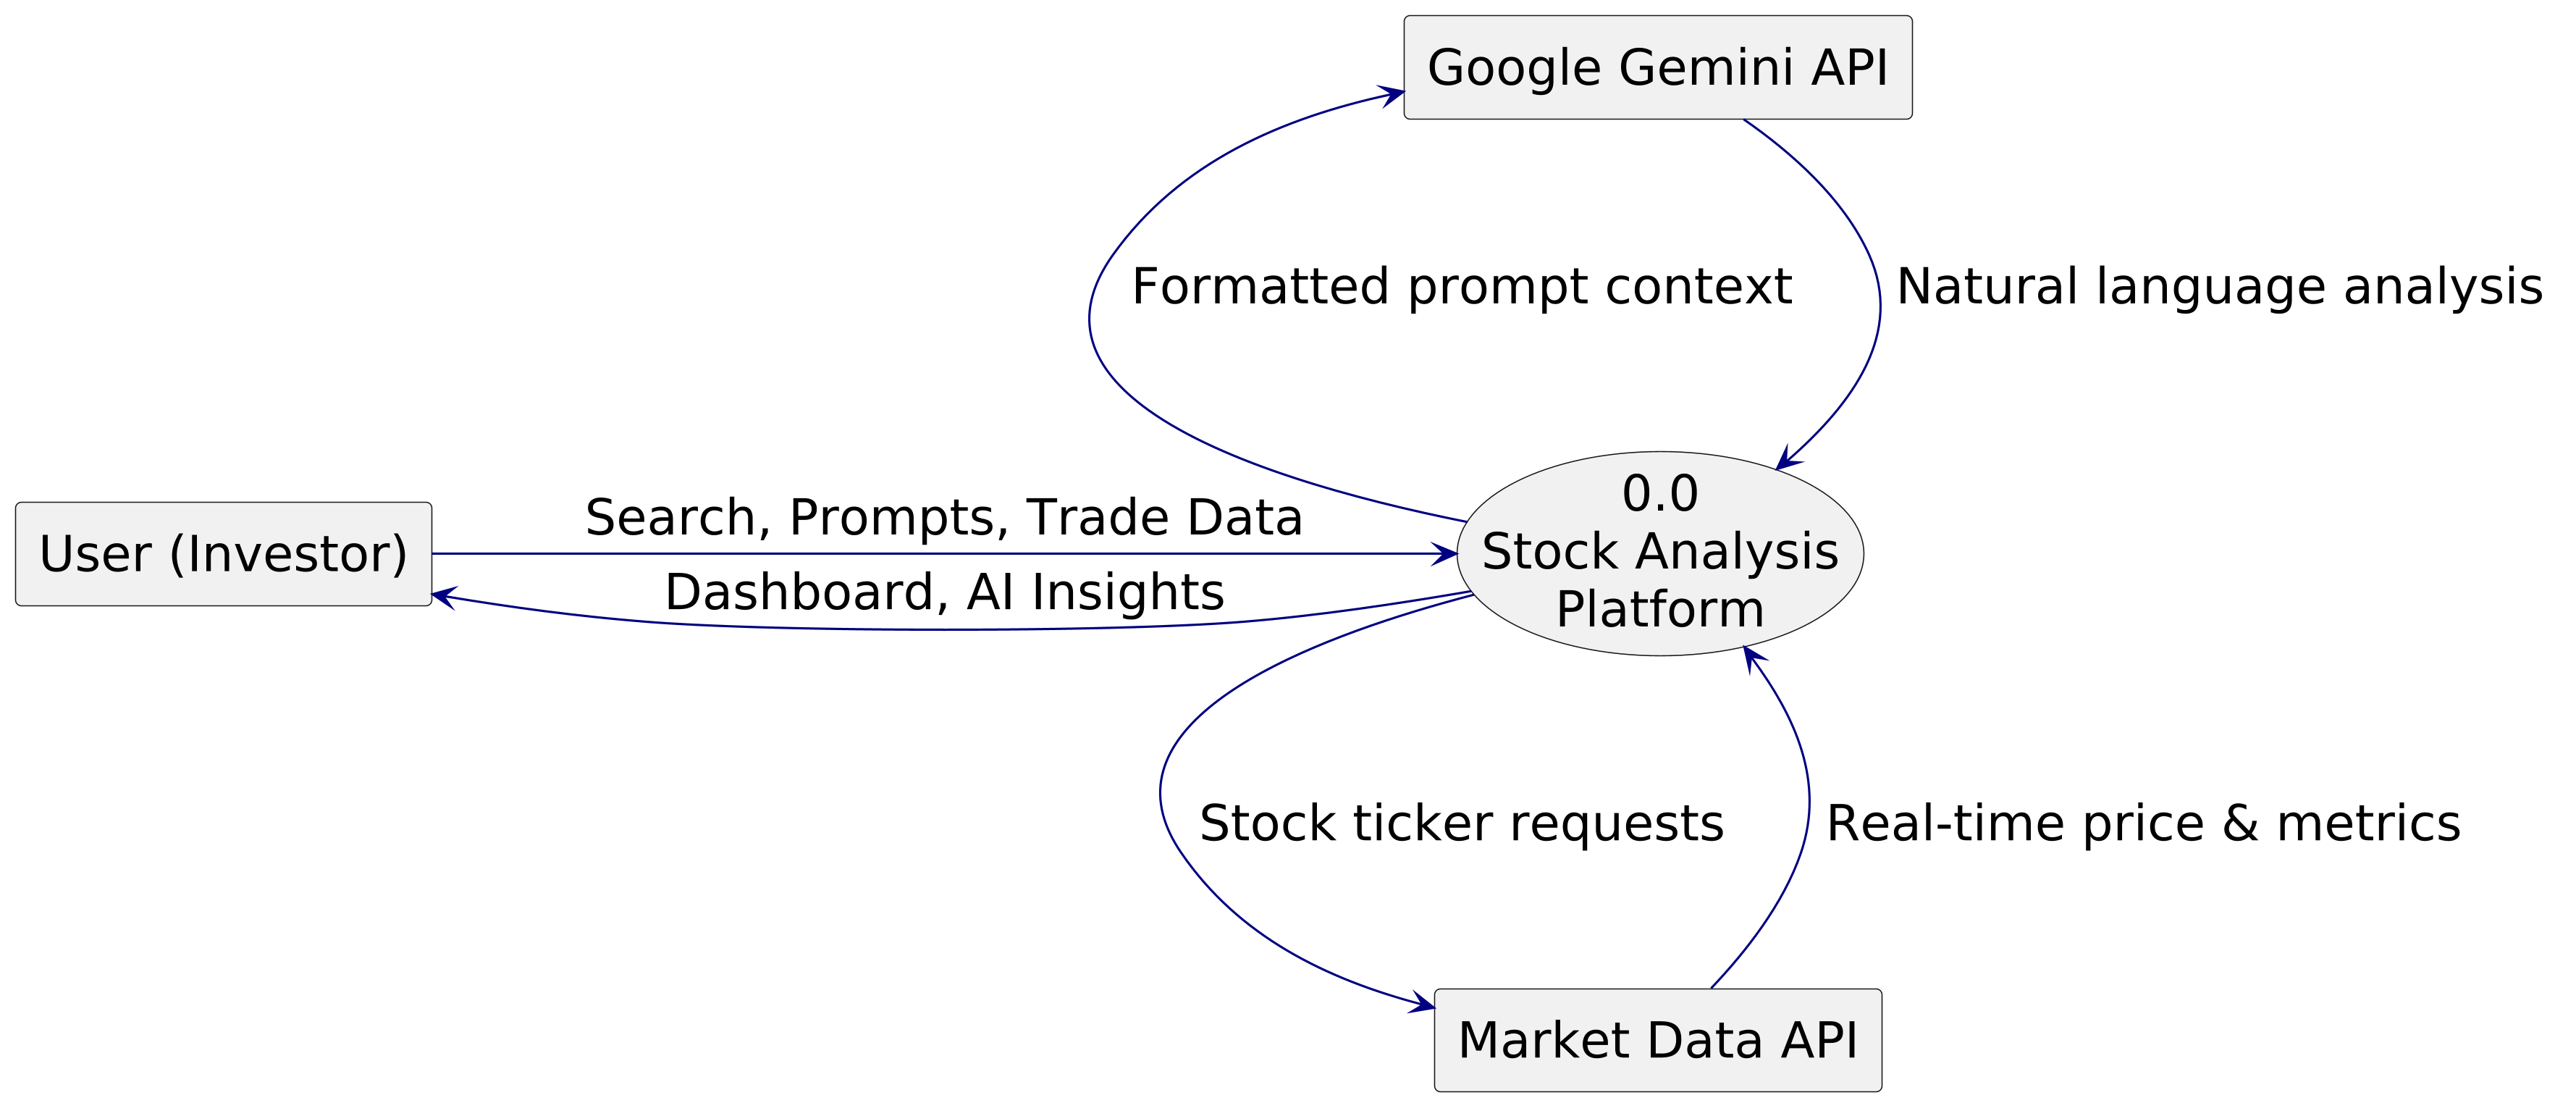 Google Gemini API
Formatted prompt context
Natural language analysis
Search, Prompts, Trade Data
User (Investor)
Dashboard, AI Insights
0.0
Stock Analysis
Platform
Stock ticker requests
Real-time price & metrics
Market Data API